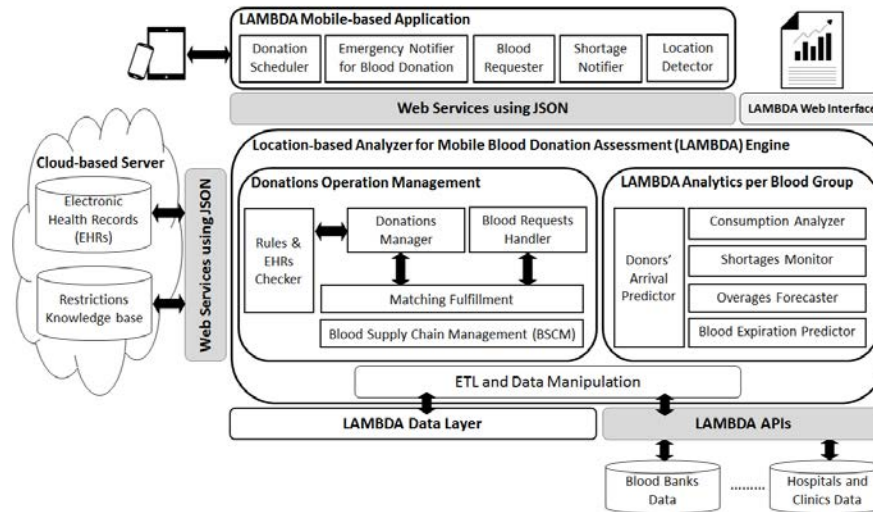 LAMBDA Mobile-based Application
Donation
Scheduler
Emergency Notifier
for Blood Donation
Blood
Requester
Shortage
Notifier
Location
Detector
Web Services using JSON
LAMBDA Web Interface
Cloud-based Server
Electronic
Health Records
(EHRs)
Restrictions
Knowledge base
Web Services using JSON
Location-based Analyzer for Mobile Blood Donation Assessment (LAMBDA) Engine
Donations Operation Management
Rules &
EHRs
Checker
Donations
Manager
Blood Requests
Handler
Matching Fulfillment
Blood Supply Chain Management (BSCM)
LAMBDA Analytics per Blood Group
Donors'
Arrival
Predictor
Consumption Analyzer
Shortages Monitor
Overages Forecaster
Blood Expiration Predictor
ETL and Data Manipulation
LAMBDA Data Layer
LAMBDA APIs
Blood Banks
Data
.........
Hospitals and
Clinics Data